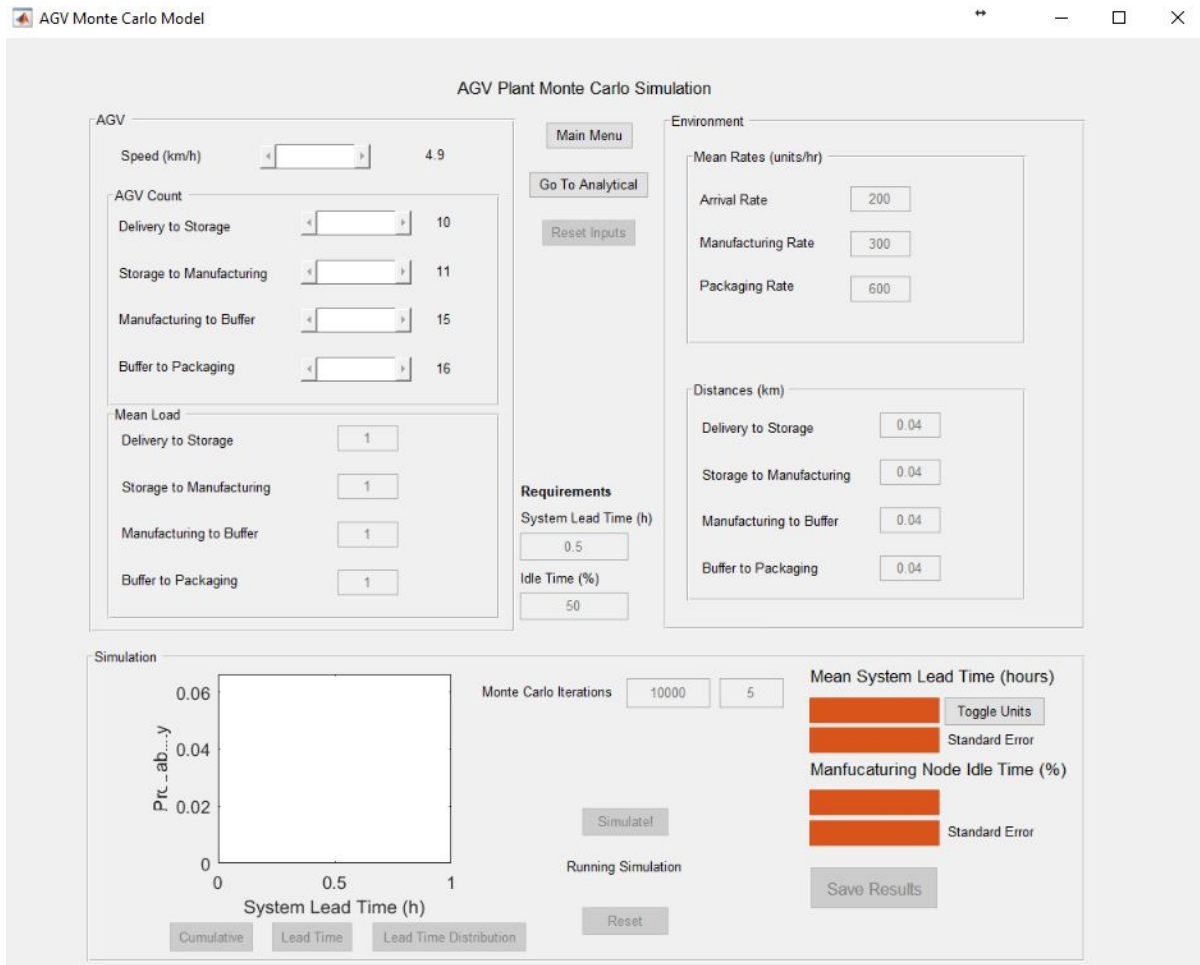 AGV Monte Carlo Model
AGV Plant Monte Carlo Simulation
AGV
Speed (km/h)
4.9
AGV Count
Delivery to Storage
10
Storage to Manufacturing
11
Manufacturing to Buffer
15
Buffer to Packaging
16
Mean Load
Delivery to Storage
1
Storage to Manufacturing
1
Manufacturing to Buffer
1
Buffer to Packaging
1
Main Menu
Go To Analytical
Reset Inputs
Requirements
System Lead Time (h)
0.5
Idle Time (%)
50
Environment
Mean Rates (units/hr)
Arrival Rate
200
Manufacturing Rate
300
Packaging Rate
600
Distances (km)
Delivery to Storage
0.04
Storage to Manufacturing
0.04
Manufacturing to Buffer
0.04
Buffer to Packaging
0.04
Simulation
0.06
0.04
0.02
0
0
0.5
1
System Lead Time (h)
Cumulative
Lead Time
Lead Time Distribution
Monte Carlo Iterations
10000
5
Simulate!
Running Simulation
Reset
Mean System Lead Time (hours)
Toggle Units
Standard Error
Manfucaturing Node Idle Time (%)
Standard Error
Save Results